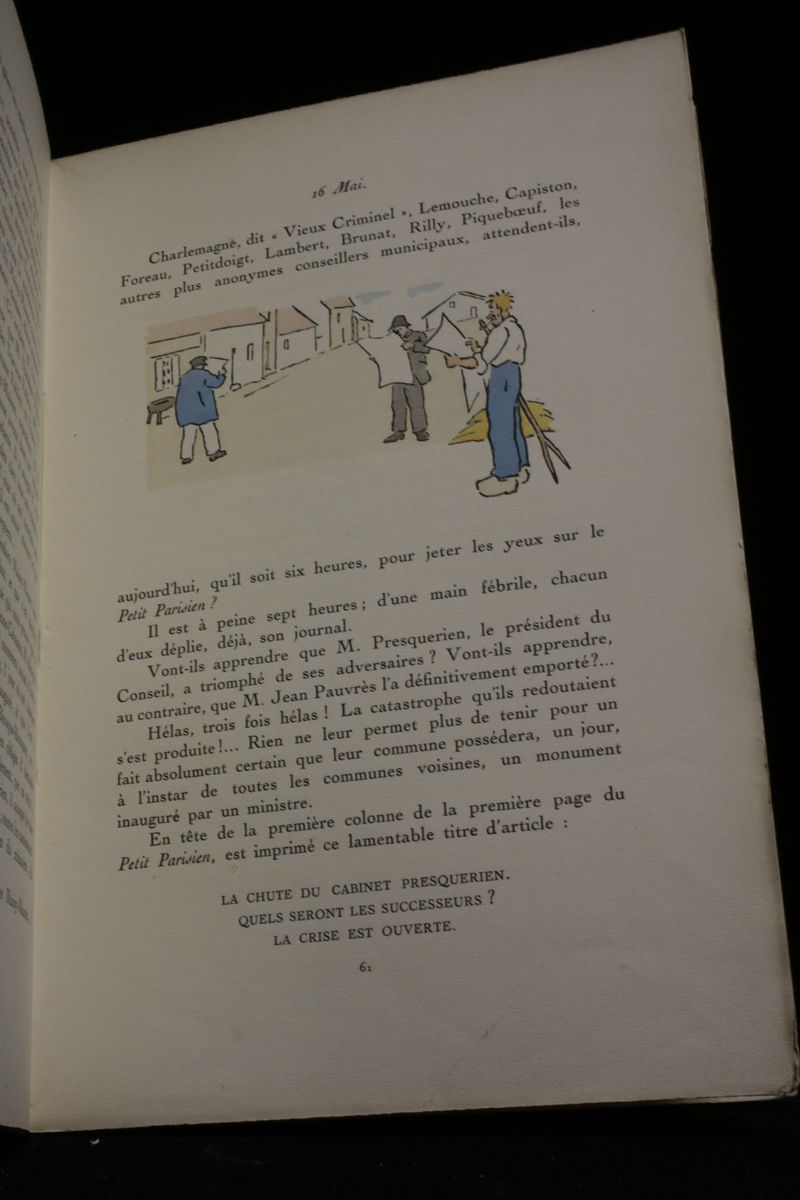 16 Mai.
Charlemagne, dit « Vieux Criminel », Lemouche, Capiston,
Foreau, Petitdoigt, Lambert, Brunat, Rilly, Piquebœuf, les
autres plus anonymes conseillers municipaux, attendent-ils,
aujourd'hui, qu'il soit six heures, pour jeter les yeux sur le
Petit Parisien ?
Il est à peine sept heures ; d'une main fébrile, chacun
d'eux déplie, déjà, son journal.
Vont-ils apprendre que M. Presquerien, le président du
Conseil, a triomphé de ses adversaires ? Vont-ils apprendre,
au contraire, que M. Jean Pauvrès l'a définitivement emporté ?...
Hélas, trois fois hélas ! La catastrophe qu'ils redoutaient
s'est produite !... Rien ne leur permet plus de tenir pour un
fait absolument certain que leur commune possédera, un jour,
à l'instar de toutes les communes voisines, un monument
inauguré par un ministre.
En tête de la première colonne de la première page du
Petit Parisien, est imprimé ce lamentable titre d'article :
LA CHUTE DU CABINET PRESQUERIEN.
QUELS SERONT LES SUCCESSEURS ?
LA CRISE EST OUVERTE.
61